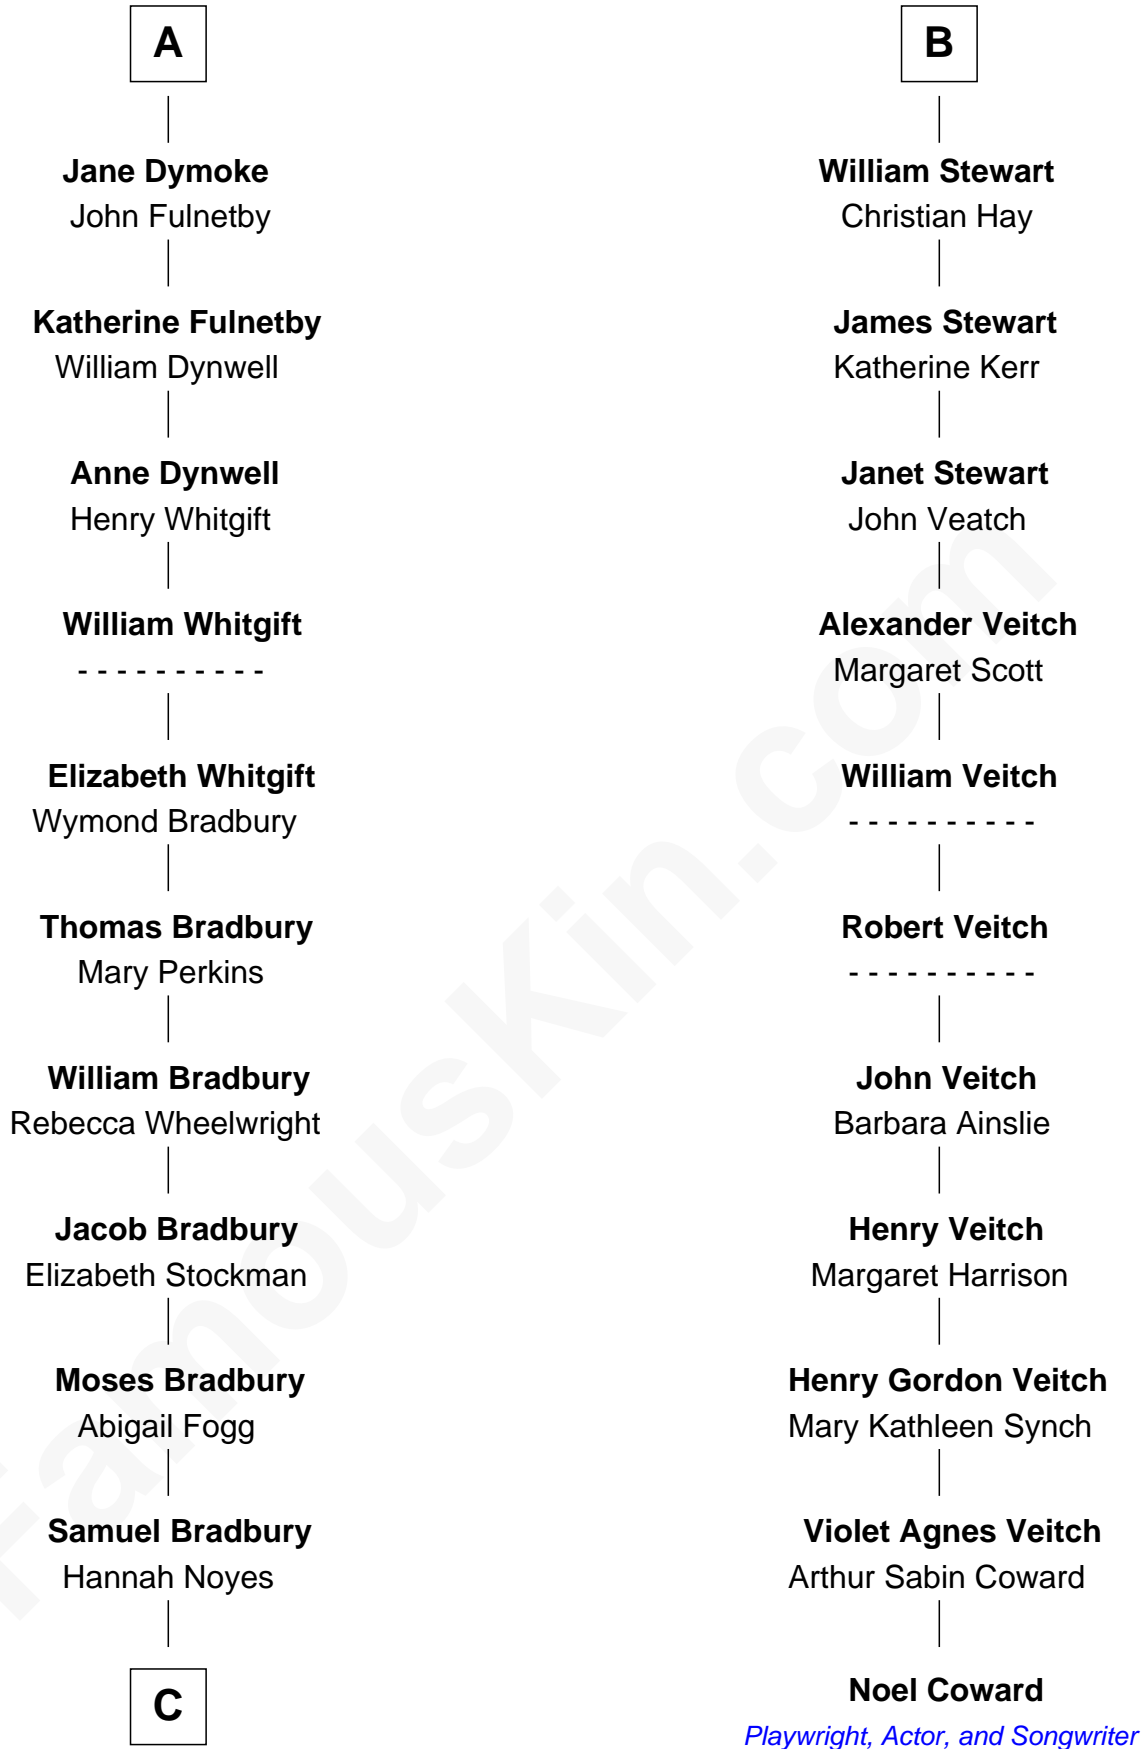 A
Jane Dymoke
John Fulnetby
Katherine Fulnetby
William Dynwell
Anne Dynwell
Henry Whitgift
William Whitgift
- - - - - - - - - -
Elizabeth Whitgift
Wymond Bradbury
Thomas Bradbury
Mary Perkins
William Bradbury
Rebecca Wheelwright
Jacob Bradbury
Elizabeth Stockman
Moses Bradbury
Abigail Fogg
Samuel Bradbury
Hannah Noyes
C
B
William Stewart
Christian Hay
James Stewart
Katherine Kerr
Janet Stewart
John Veatch
Alexander Veitch
Margaret Scott
William Veitch
- - - - - - - - - -
Robert Veitch
- - - - - - - - - -
John Veitch
Barbara Ainslie
Henry Veitch
Margaret Harrison
Henry Gordon Veitch
Mary Kathleen Synch
Violet Agnes Veitch
Arthur Sabin Coward
Noel Coward
Playwright, Actor, and Songwriter
FamousKin.com